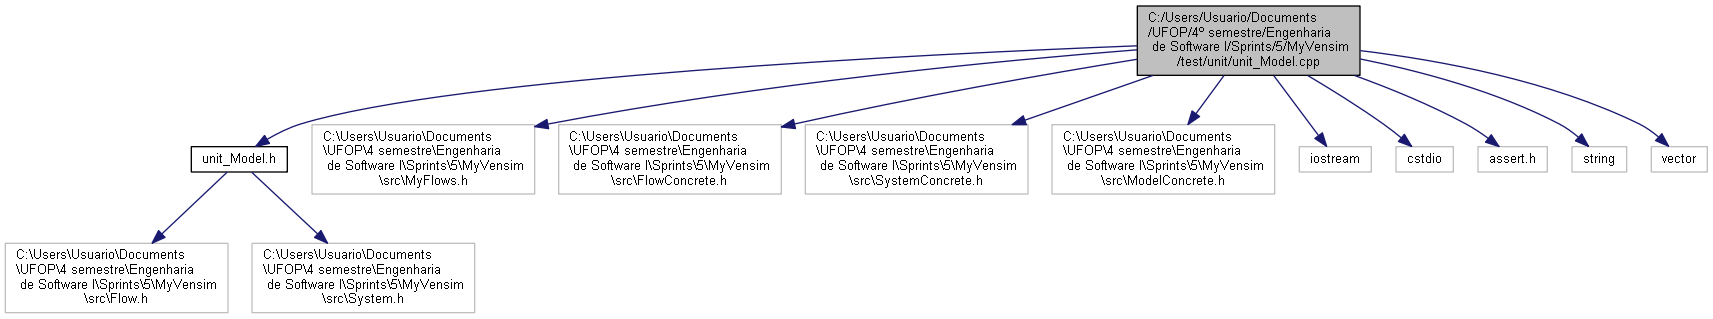 C:/Users/Usuario/Documents
/UFOP/4º semestre/Engenharia
de Software I/Sprints/5/MyVensim
/test/unit/unit_Model.cpp
unit_Model.h
C:\Users\Usuario\Documents
\UFOP\4 semestre\Engenharia
de Software I\Sprints\5\MyVensim
\src\MyFlows.h
C:\Users\Usuario\Documents
\UFOP\4 semestre\Engenharia
de Software I\Sprints\5\MyVensim
\src\FlowConcrete.h
C:\Users\Usuario\Documents
\UFOP\4 semestre\Engenharia
de Software I\Sprints\5\MyVensim
\src\SystemConcrete.h
C:\Users\Usuario\Documents
\UFOP\4 semestre\Engenharia
de Software I\Sprints\5\MyVensim
\src\ModelConcrete.h
iostream
cstdio
assert.h
string
vector
C:\Users\Usuario\Documents
\UFOP\4 semestre\Engenharia
de Software I\Sprints\5\MyVensim
\src\Flow.h
C:\Users\Usuario\Documents
\UFOP\4 semestre\Engenharia
de Software I\Sprints\5\MyVensim
\src\System.h